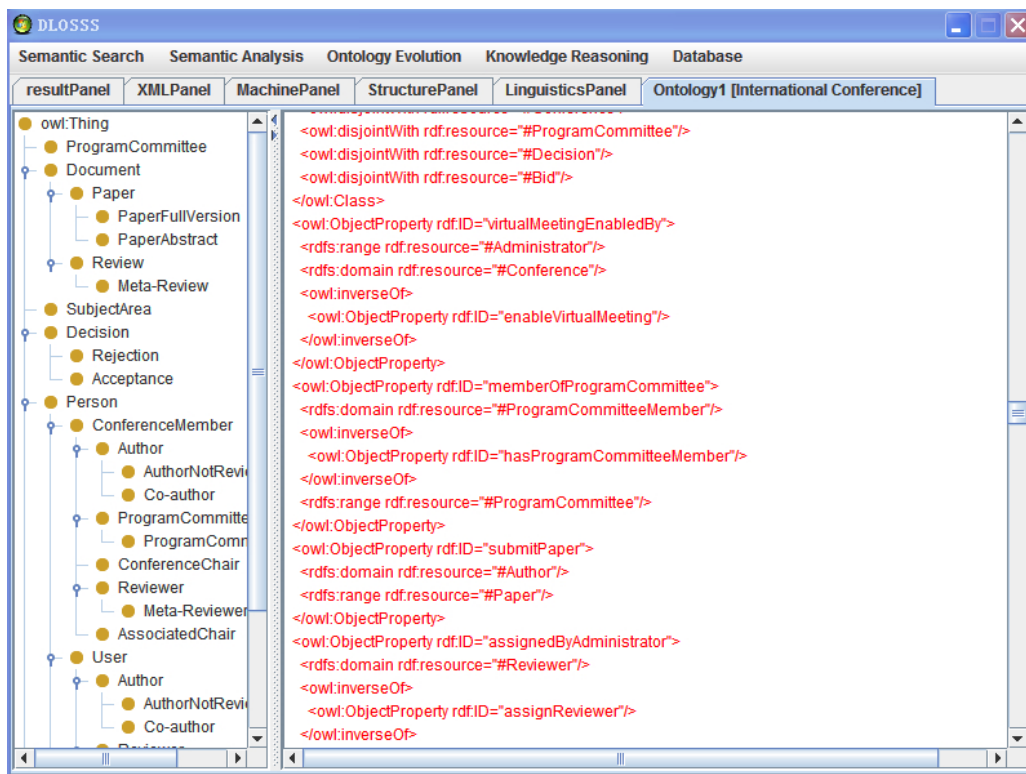 DLOSSS
Semantic Search Semantic Analysis Ontology Evolution Knowledge Reasoning Database
resultPanel XMLPanel MachinePanel StructurePanel LinguisticsPanel Ontology1 [International Conference]
owl:Thing
ProgramCommittee
Document
Paper
PaperFullVersion
PaperAbstract
Review
Meta-Review
SubjectArea
Decision
Rejection
Acceptance
Person
ConferenceMember
Author
AuthorNotRevi
Co-author
ProgramCommitte
ProgramComm
ConferenceChair
Reviewer
Meta-Reviewer
AssociatedChair
User
Author
AuthorNotRevi
Co-author
<owl:disjointWith rdf:resource="#ProgramCommittee"/>
<owl:disjointWith rdf:resource="#Decision"/>
<owl:disjointWith rdf:resource="#Bid"/>
</owl:Class>
<owl:ObjectProperty rdf:ID="virtualMeetingEnabledBy">
<rdfs:range rdf:resource="#Administrator"/>
<rdfs:domain rdf:resource="#Conference"/>
<owl:inverseOf>
<owl:ObjectProperty rdf:ID="enableVirtualMeeting"/>
</owl:inverseOf>
</owl:ObjectProperty>
<owl:ObjectProperty rdf:ID="memberOfProgramCommittee">
<rdfs:domain rdf:resource="#ProgramCommitteeMember"/>
<owl:inverseOf>
<owl:ObjectProperty rdf:ID="hasProgramCommitteeMember"/>
</owl:inverseOf>
<rdfs:range rdf:resource="#ProgramCommittee"/>
</owl:ObjectProperty>
<owl:ObjectProperty rdf:ID="submitPaper">
<rdfs:domain rdf:resource="#Author"/>
<rdfs:range rdf:resource="#Paper"/>
</owl:ObjectProperty>
<owl:ObjectProperty rdf:ID="assignedByAdministrator">
<rdfs:domain rdf:resource="#Reviewer"/>
<owl:inverseOf>
<owl:ObjectProperty rdf:ID="assignReviewer"/>
</owl:inverseOf>